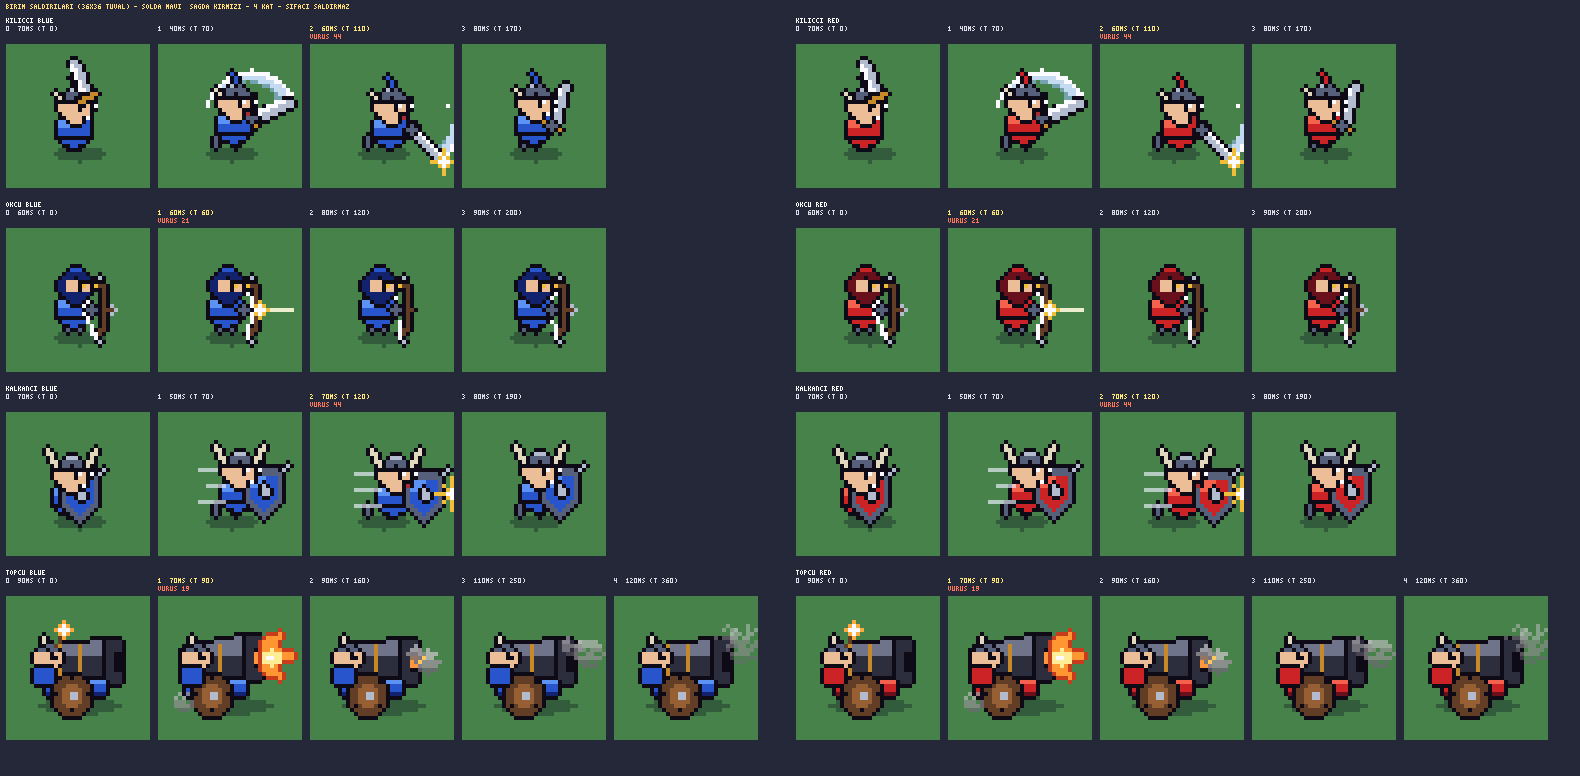 BIRIM SALDIRILARI (36X36 TUVAL) - SOLDA MAVI  SAGDA KIRMIZI - 4 KAT - SIFACI SALDIRMAZ
KILICCI BLUE
0  70MS (T 0)
1  40MS (T 70)
2  60MS (T 110)
VURUS 44
3  80MS (T 170)
KILICCI RED
0  70MS (T 0)
1  40MS (T 70)
2  60MS (T 110)
VURUS 44
3  80MS (T 170)
OKCU BLUE
0  60MS (T 0)
1  60MS (T 60)
VURUS 21
2  80MS (T 120)
3  90MS (T 200)
OKCU RED
0  60MS (T 0)
1  60MS (T 60)
VURUS 21
2  80MS (T 120)
3  90MS (T 200)
KALKANCI BLUE
0  70MS (T 0)
1  50MS (T 70)
2  70MS (T 120)
VURUS 44
3  80MS (T 190)
KALKANCI RED
0  70MS (T 0)
1  50MS (T 70)
2  70MS (T 120)
VURUS 44
3  80MS (T 190)
TOPCU BLUE
0  90MS (T 0)
1  70MS (T 90)
VURUS 19
2  90MS (T 160)
3  110MS (T 250)
4  120MS (T 360)
TOPCU RED
0  90MS (T 0)
1  70MS (T 90)
VURUS 19
2  90MS (T 160)
3  110MS (T 250)
4  120MS (T 360)